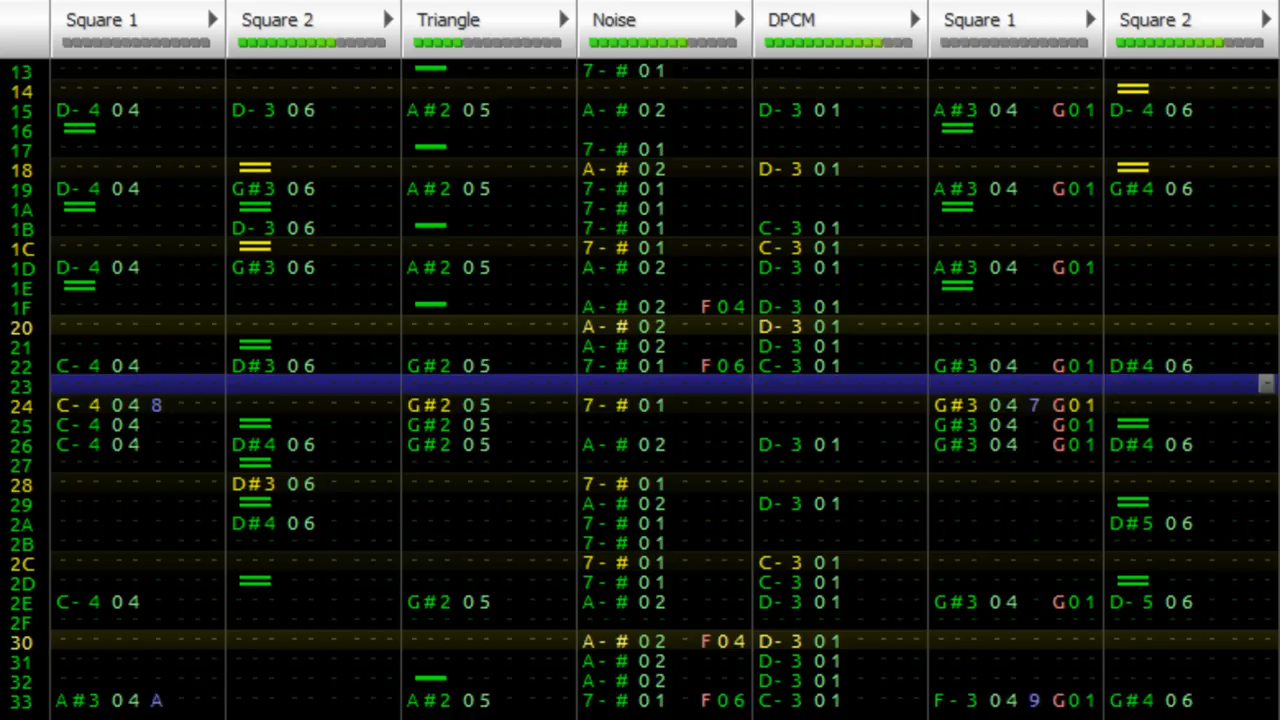 Square 1 Square 2 Triangle Noise DPCM Square 1 Square 2
13 7-# 01
14
15 D-4 04 D-3 06 A#2 05 A-# 02 D-3 01 A#3 04 G01 D-4 06
16
17 7-# 01
18 A-# 02 D-3 01
19 D-4 04 G#3 06 A#2 05 7-# 01 A#3 04 G01 G#4 06
1A 7-# 01
1B D-3 06 7-# 01 C-3 01
1C 7-# 01 C-3 01
1D D-4 04 G#3 06 A#2 05 A-# 02 D-3 01 A#3 04 G01
1E
1F A-# 02 F04 D-3 01
20 A-# 02 D-3 01
21 A-# 02 D-3 01
22 C-4 04 D#3 06 G#2 05 7-# 01 F06 C-3 01 G#3 04 G01 D#4 06
23
24 C-4 04 8 G#2 05 7-# 01 G#3 04 7 G01
25 C-4 04 G#2 05 G#3 04 G01
26 C-4 04 D#4 06 G#2 05 A-# 02 D-3 01 G#3 04 G01 D#4 06
27
28 D#3 06 7-# 01
29 A-# 02 D-3 01
2A D#4 06 7-# 01 D#5 06
2B 7-# 01
2C 7-# 01 C-3 01
2D 7-# 01 C-3 01
2E C-4 04 G#2 05 A-# 02 D-3 01 G#3 04 G01 D-5 06
2F
30 A-# 02 F04 D-3 01
31 A-# 02 D-3 01
32 A-# 02 D-3 01
33 A#3 04 A A#2 05 7-# 01 F06 C-3 01 F-3 04 9 G01 G#4 06